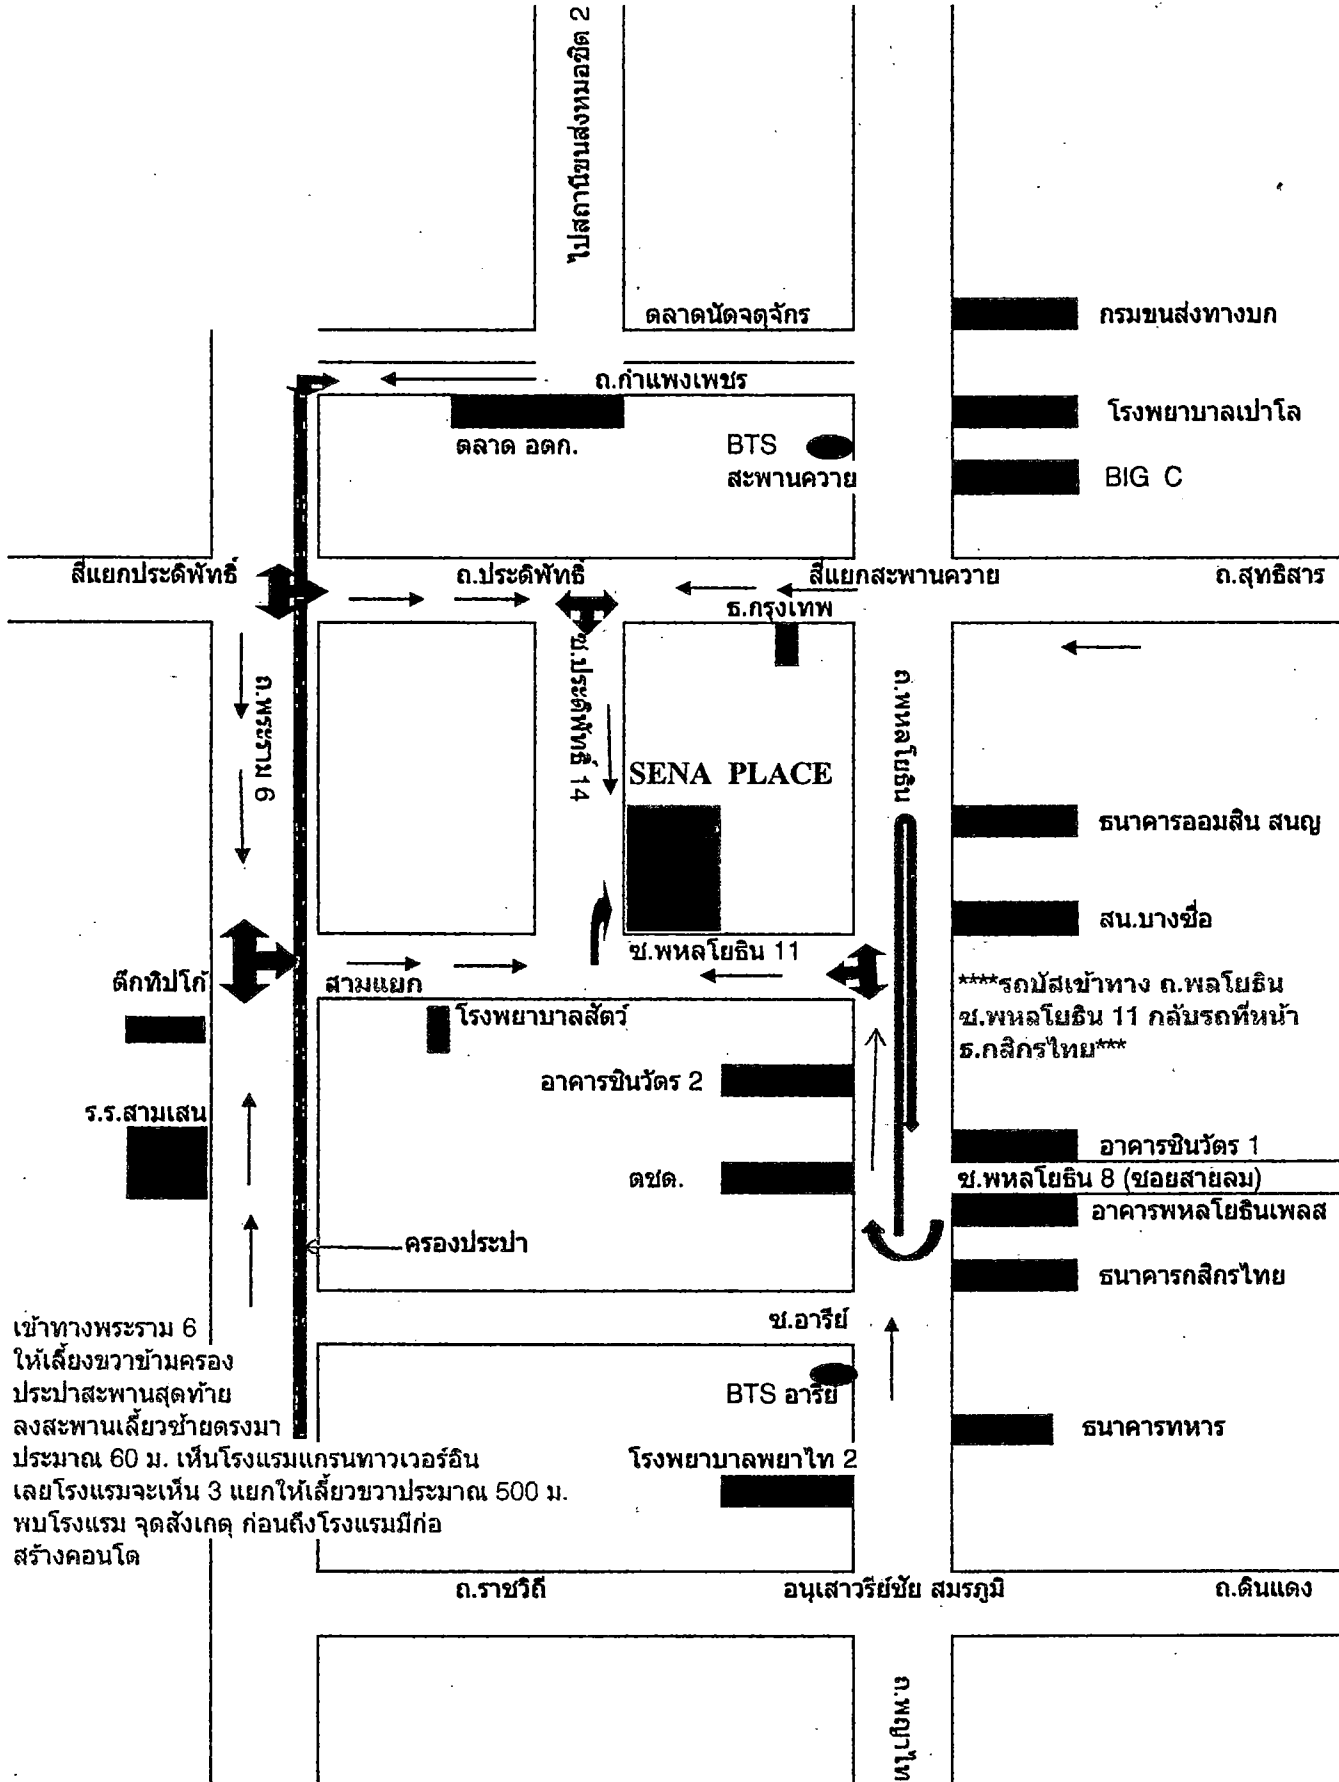 ไปสถานีขนส่งหมอชิต 2
ตลาดนัดจตุจักร
กรมขนส่งทางบก
ถ.กำแพงเพชร
โรงพยาบาลเปาโล
ตลาด อตก.
BTS
สะพานควาย
BIG C
สี่แยกประดิพัทธิ์
ถ.ประดิพัทธิ์
สี่แยกสะพานควาย
ถ.สุทธิสาร
ธ.กรุงเทพ
ถ.พระราม 6
ซ.ประดิพัทธิ์ 14
ถ.พหลโยธิน
SENA PLACE
ธนาคารออมสิน สนญ
สน.บางซื่อ
ซ.พหลโยธิน 11
ตึกทิปโก้
สามแยก
****รถบัสเข้าทาง ถ.พลโยธิน
ซ.พหลโยธิน 11 กลับรถที่หน้า
ธ.กสิกรไทย***
โรงพยาบาลสัตว์
อาคารชินวัตร 2
ร.ร.สามเสน
อาคารชินวัตร 1
ตชด.
ซ.พหลโยธิน 8 (ซอยสายลม)
อาคารพหลโยธินเพลส
ครองประปา
ธนาคารกสิกรไทย
ซ.อารีย์
เข้าทางพระราม 6
ให้เลี้ยงขวาข้ามครอง
ประปาสะพานสุดท้าย
ลงสะพานเลี้ยวซ้ายตรงมา
ประมาณ 60 ม. เห็นโรงแรมแกรนทาวเวอร์อิน
เลยโรงแรมจะเห็น 3 แยกให้เลี้ยวขวาประมาณ 500 ม.
พบโรงแรม จุดสังเกตุ ก่อนถึงโรงแรมมีก่อ
สร้างคอนโด
BTS อารีย์
ธนาคารทหาร
โรงพยาบาลพยาไท 2
ถ.ราชวิถี
อนุเสาวรีย์ชัย สมรภูมิ
ถ.ดินแดง
ถ.พญาไท